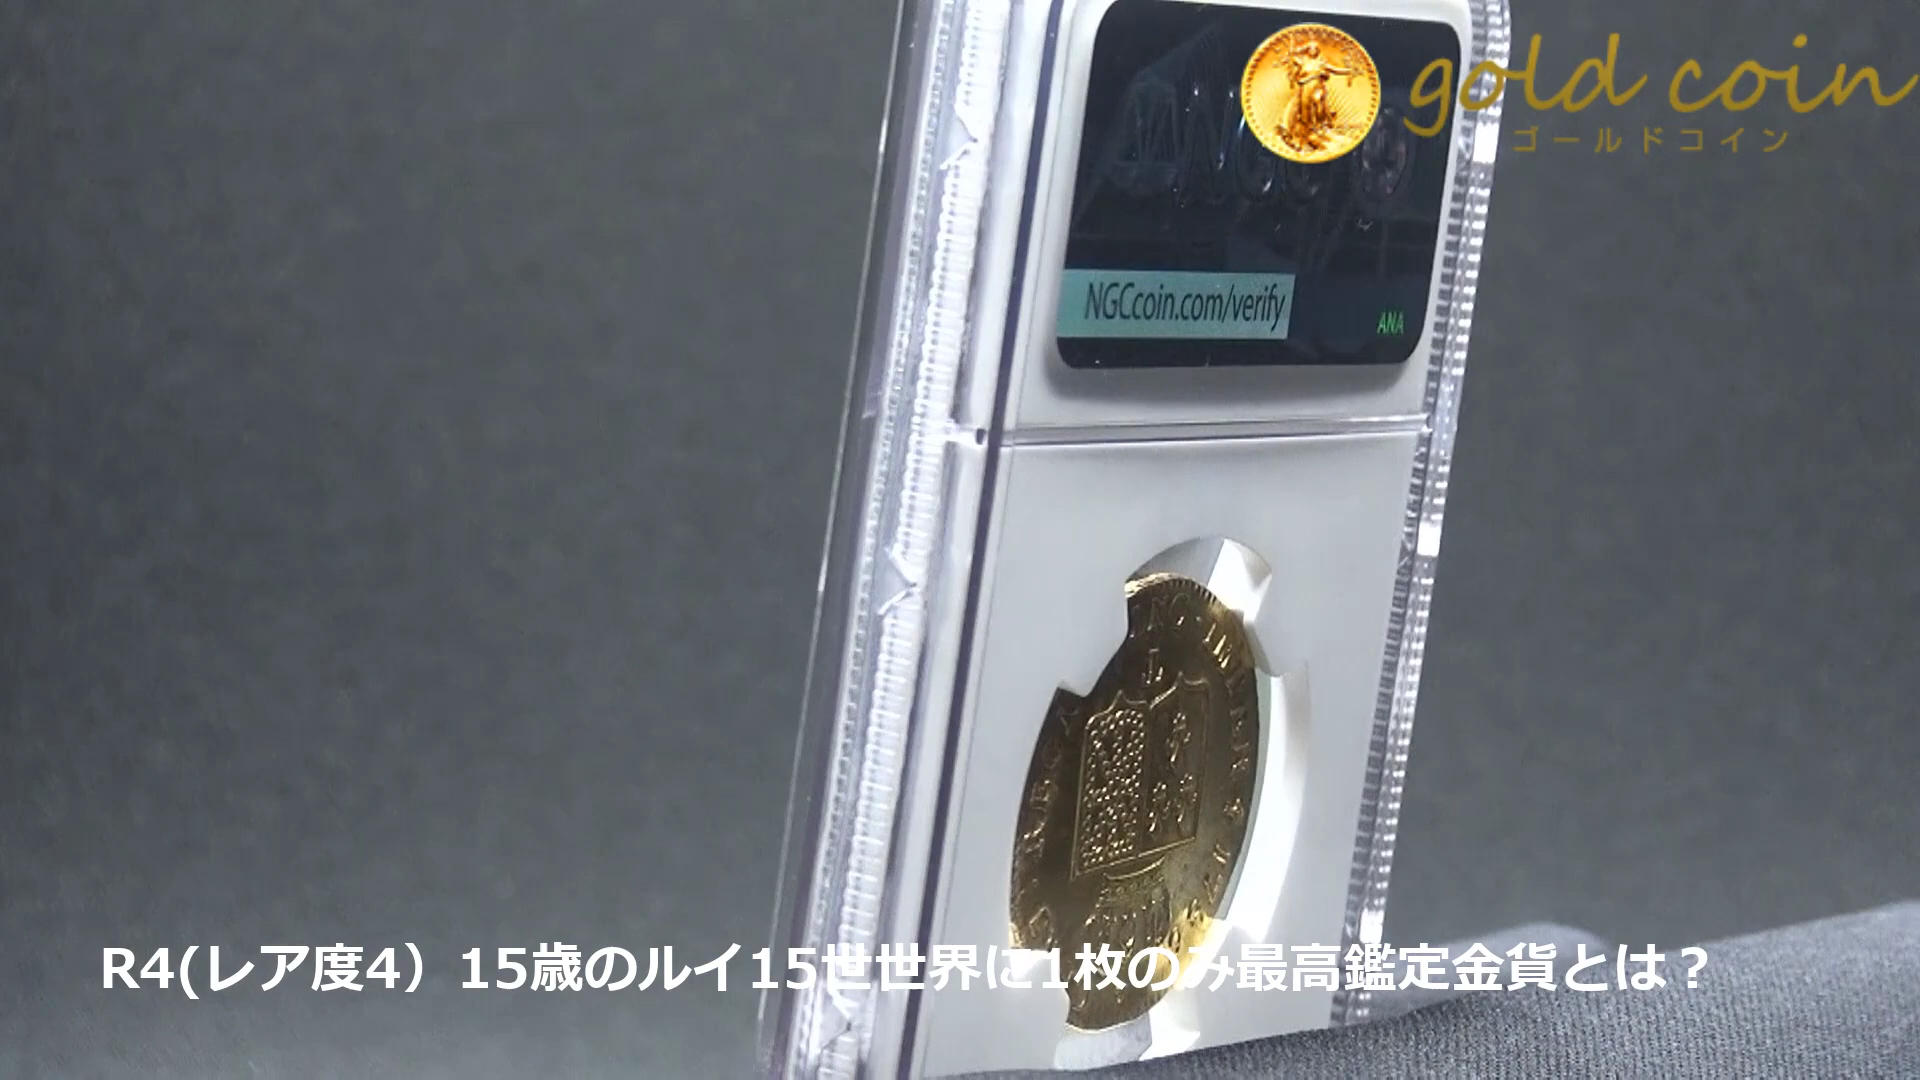 gold coin
ゴールドコイン
NGCcoin.com/verify
ANA
R4(レア度4）15歳のルイ15世世界に1枚のみ最高鑑定金貨とは？